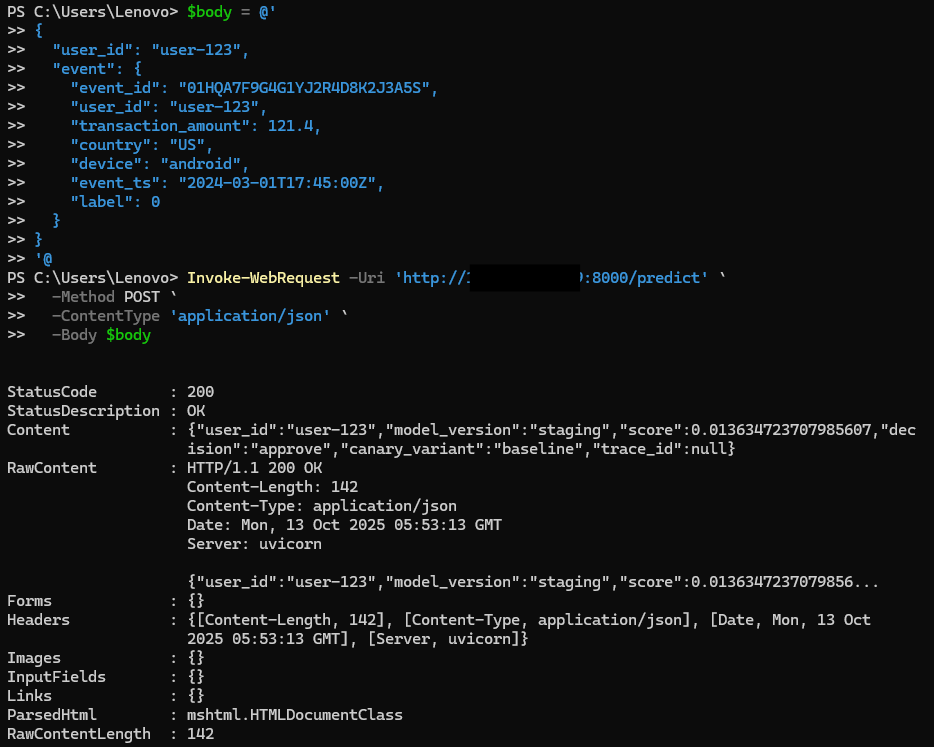 PS C:\Users\Lenovo> $body = @'
>> {
>>   "user_id": "user-123",
>>   "event": {
>>     "event_id": "01HQA7F9G4G1YJ2R4D8K2J3A5S",
>>     "user_id": "user-123",
>>     "transaction_amount": 121.4,
>>     "country": "US",
>>     "device": "android",
>>     "event_ts": "2024-03-01T17:45:00Z",
>>     "label": 0
>>   }
>> }
>> '@
PS C:\Users\Lenovo> Invoke-WebRequest -Uri 'http://1 9:8000/predict' `
>>   -Method POST `
>>   -ContentType 'application/json' `
>>   -Body $body
StatusCode        : 200
StatusDescription : OK
Content           : {"user_id":"user-123","model_version":"staging","score":0.013634723707985607,"dec
                    ision":"approve","canary_variant":"baseline","trace_id":null}
RawContent        : HTTP/1.1 200 OK
                    Content-Length: 142
                    Content-Type: application/json
                    Date: Mon, 13 Oct 2025 05:53:13 GMT
                    Server: uvicorn
                    {"user_id":"user-123","model_version":"staging","score":0.0136347237079856...
Forms             : {}
Headers           : {[Content-Length, 142], [Content-Type, application/json], [Date, Mon, 13 Oct
                    2025 05:53:13 GMT], [Server, uvicorn]}
Images            : {}
InputFields       : {}
Links             : {}
ParsedHtml        : mshtml.HTMLDocumentClass
RawContentLength  : 142